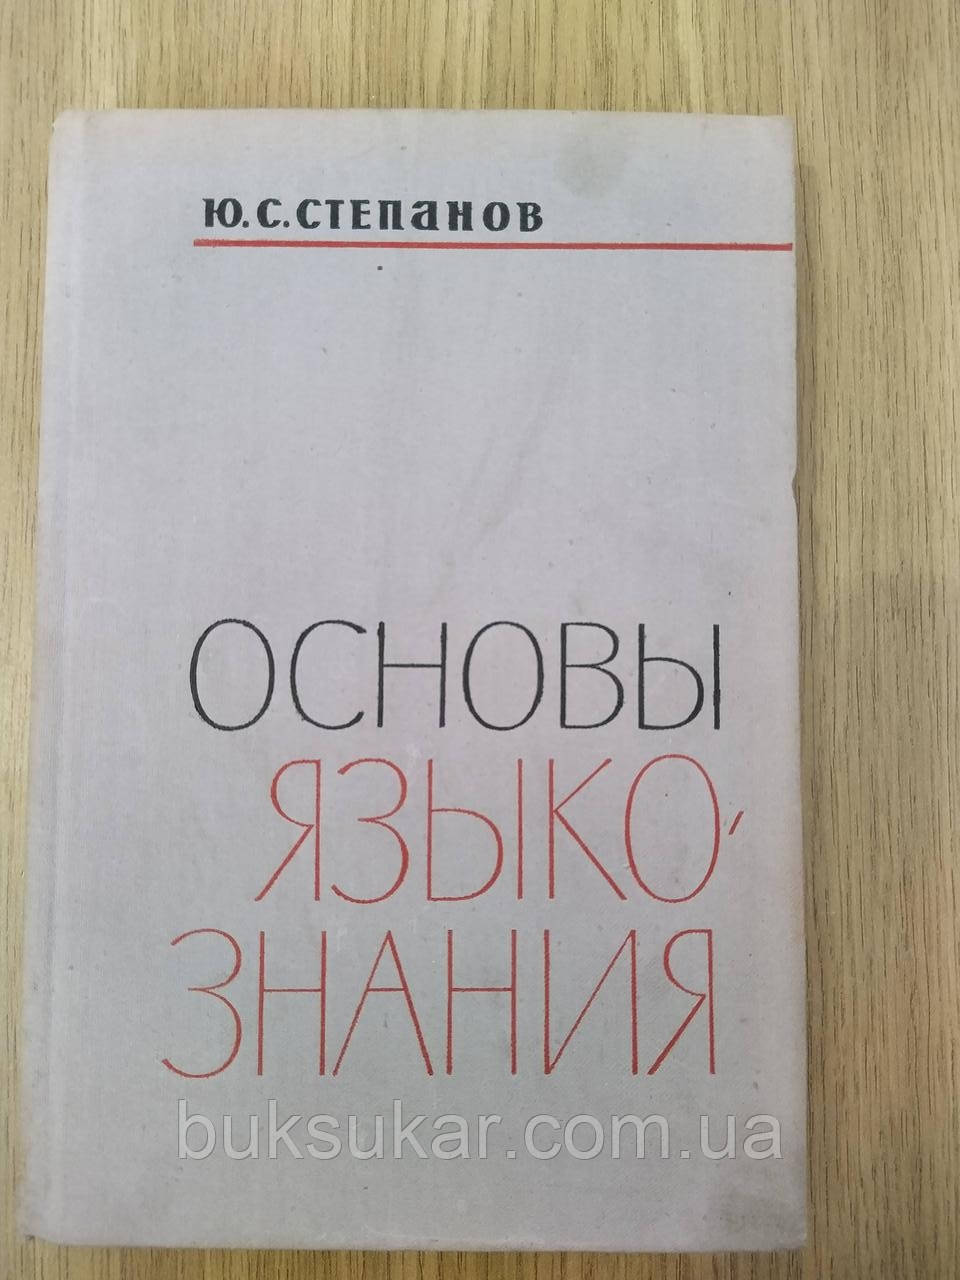 Ю.С.СТЕПАНОВ
ОСНОВЫ
ЯЗЫКО-
ЗНАНИЯ
buksukar.com.ua